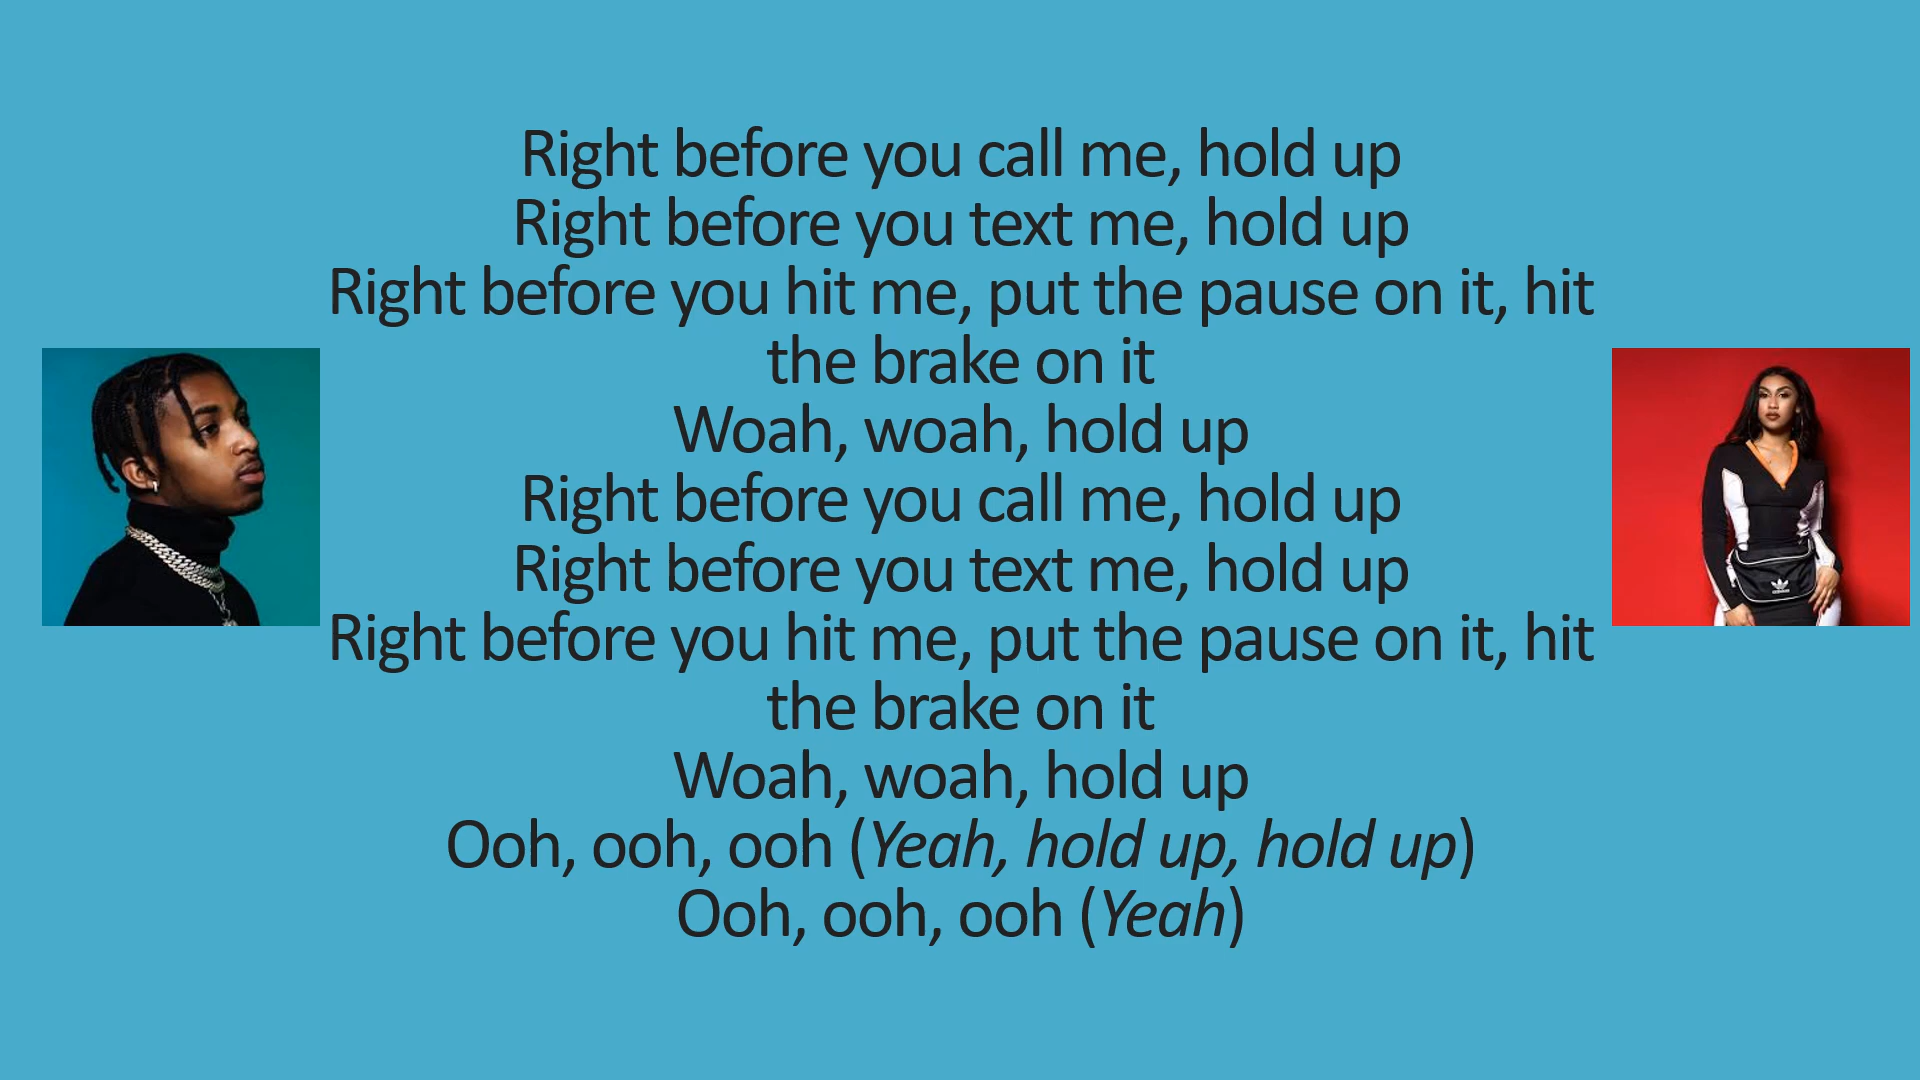 Right before you call me, hold up
Right before you text me, hold up
Right before you hit me, put the pause on it, hit
the brake on it
Woah, woah, hold up
Right before you call me, hold up
Right before you text me, hold up
Right before you hit me, put the pause on it, hit
the brake on it
Woah, woah, hold up
Ooh, ooh, ooh (Yeah, hold up, hold up)
Ooh, ooh, ooh (Yeah)